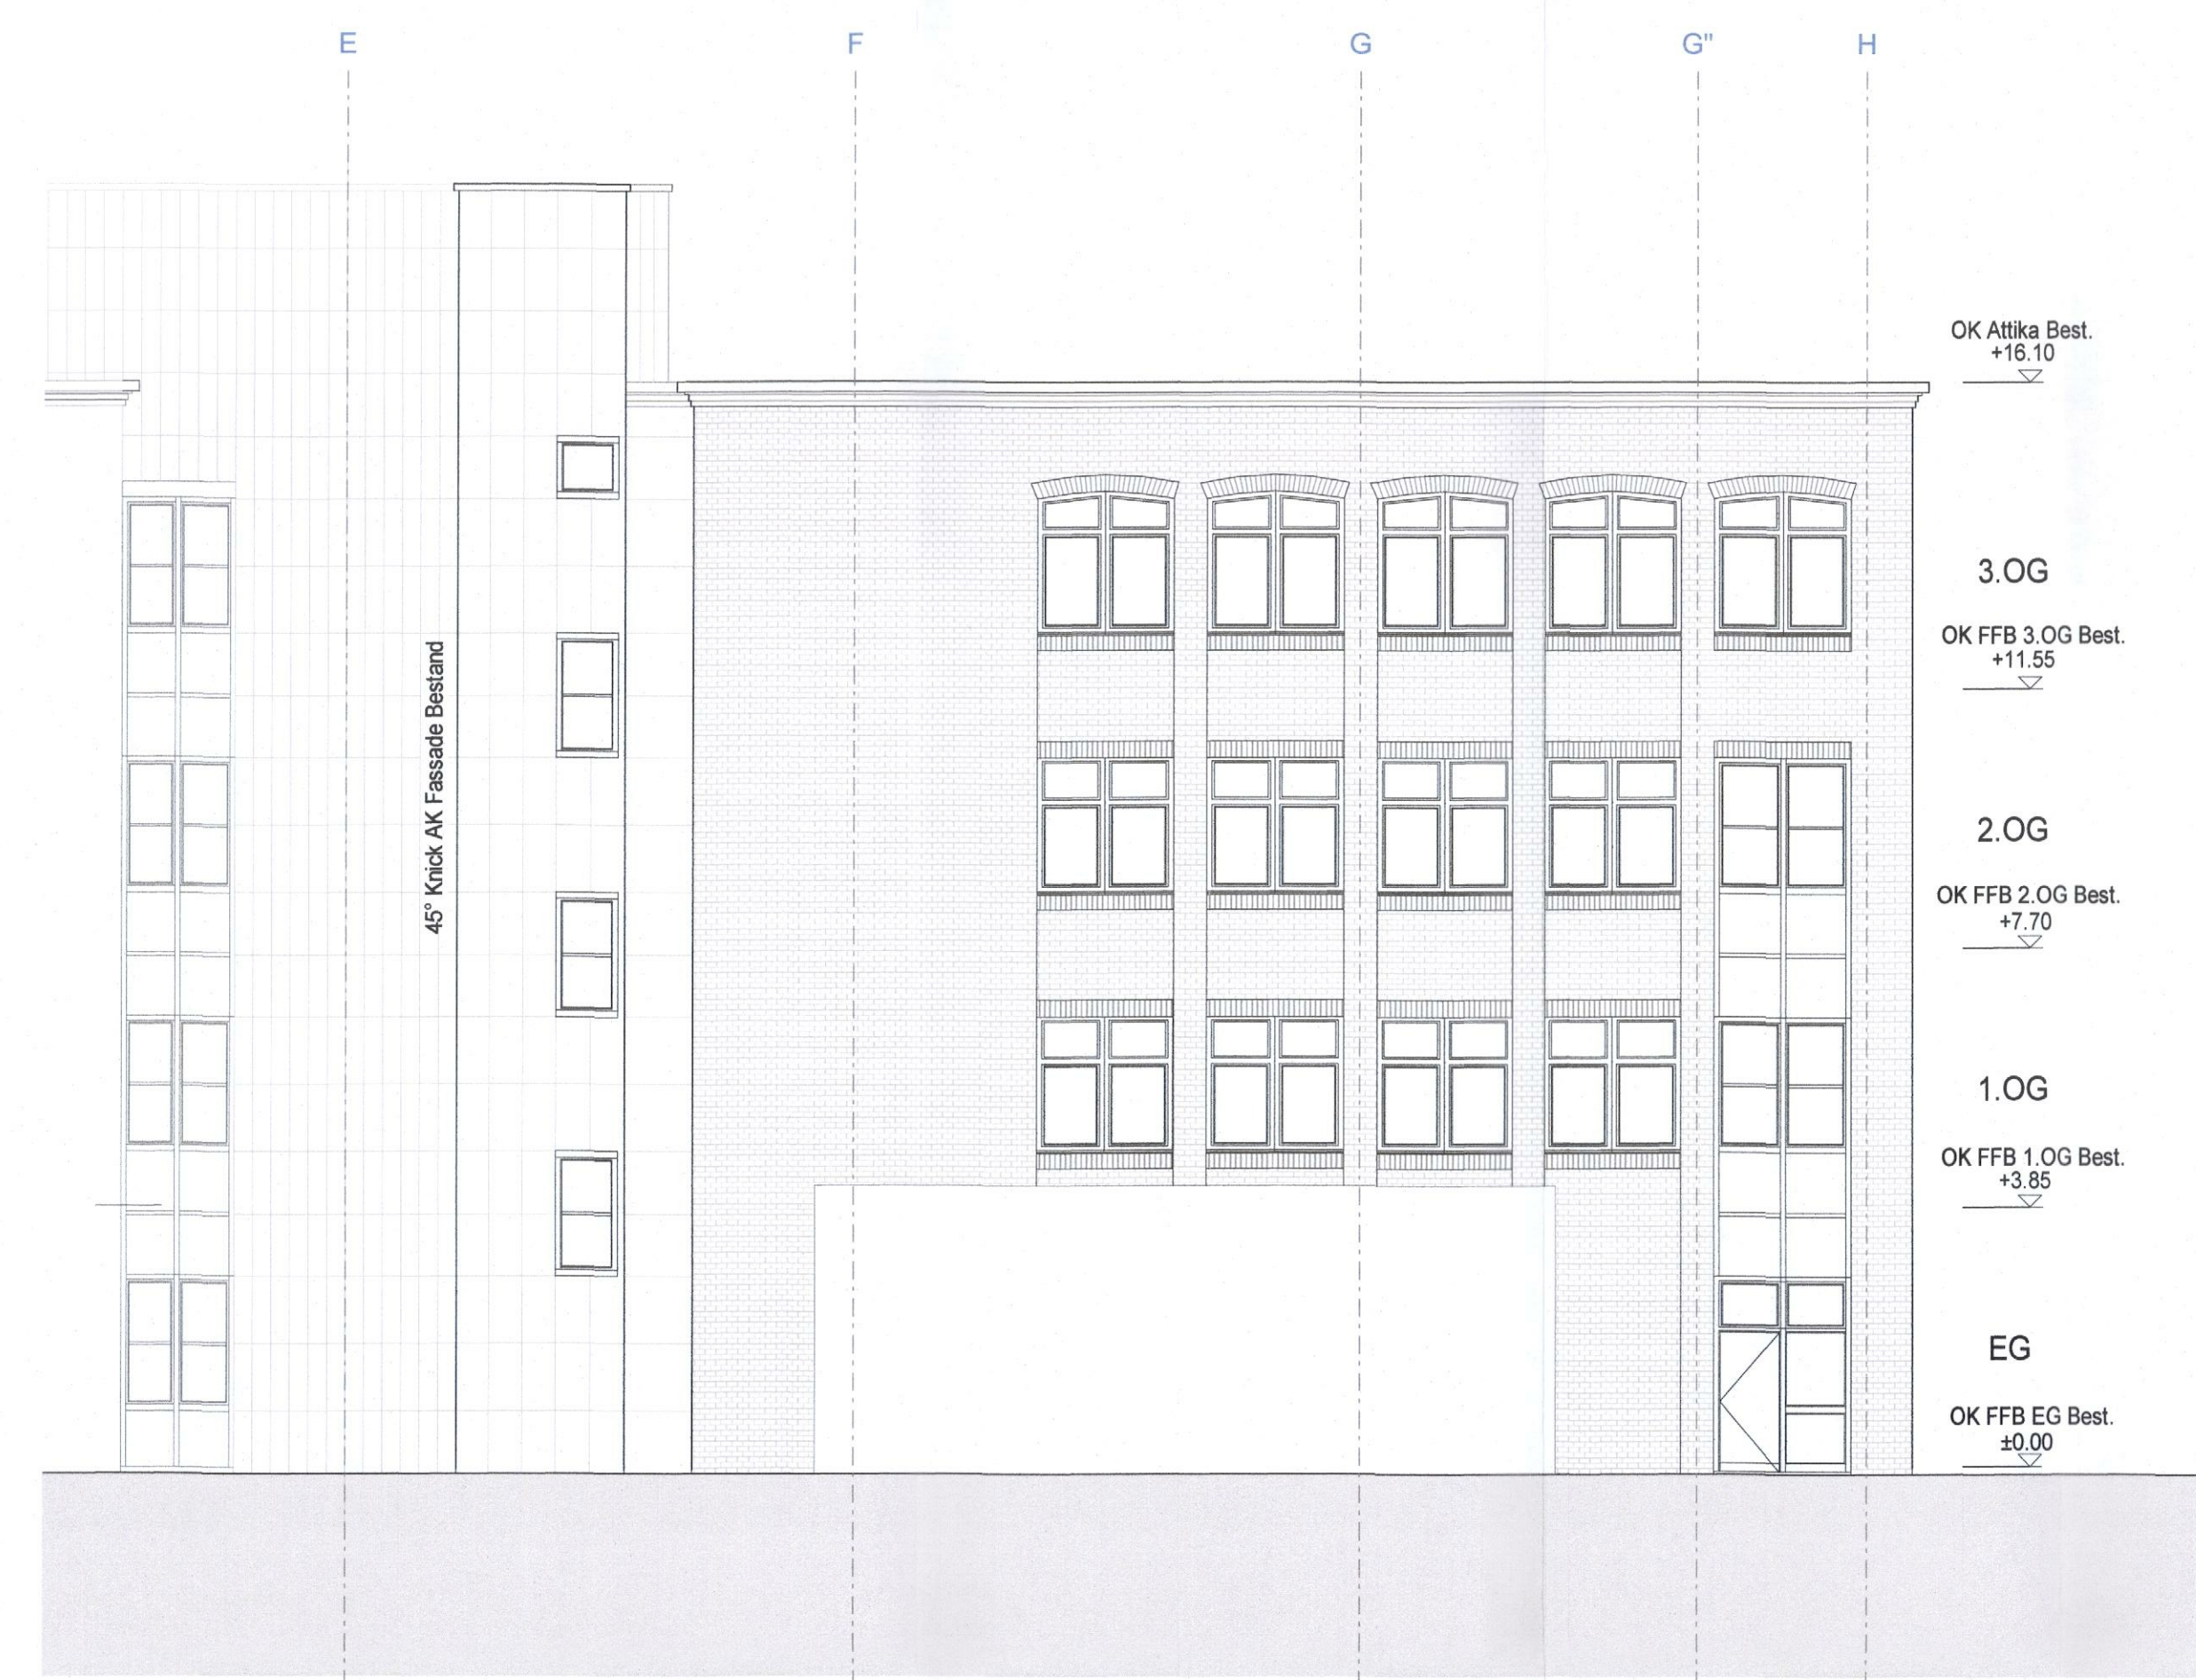 E
F
G
G"
H
OK Attika Best.
+16.10
3.OG
OK FFB 3.OG Best.
+11.55
45° Knick AK Fassade Bestand
2.OG
OK FFB 2.OG Best.
+7.70
1.OG
OK FFB 1.OG Best.
+3.85
EG
OK FFB EG Best.
±0.00